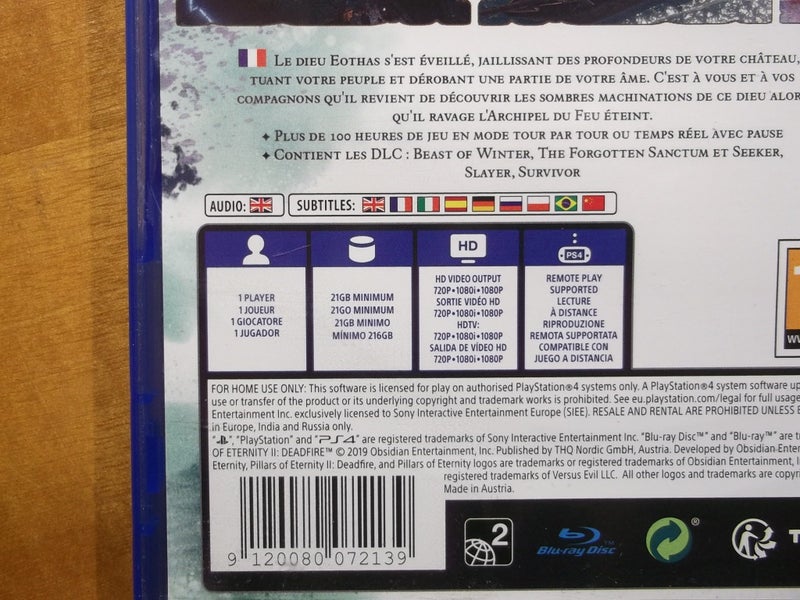 Le dieu Eothas s'est éveillé, jaillissant des profondeurs de votre château,
tuant votre peuple et dérobant une partie de votre âme. C'est à vous et à vos
compagnons qu'il revient de découvrir les sombres machinations de ce dieu alor
qu'il ravage l'Archipel du Feu éteint.
✦ Plus de 100 heures de jeu en mode tour par tour ou temps réel avec pause
✦ Contient les DLC : Beast of Winter, The Forgotten Sanctum et Seeker,
Slayer, Survivor
AUDIO:
SUBTITLES:
1 PLAYER
1 JOUEUR
1 GIOCATORE
1 JUGADOR
21GB MINIMUM
21GO MINIMUM
21GB MINIMO
MÍNIMO 216GB
HD
HD VIDEO OUTPUT
720P•1080i•1080P
SORTIE VIDÉO HD
720P•1080i•1080P
HDTV:
720P•1080i•1080P
SALIDA DE VÍDEO HD
720P•1080i•1080P
PS4
REMOTE PLAY
SUPPORTED
LECTURE
À DISTANCE
RIPRODUZIONE
REMOTA SUPPORTATA
COMPATIBLE CON
JUEGO A DISTANCIA
FOR HOME USE ONLY: This software is licensed for play on authorised PlayStation®4 systems only. A PlayStation®4 system software up
use or transfer of the product or its underlying copyright and trademark works is prohibited. See eu.playstation.com/legal for full usage
Entertainment Inc. exclusively licensed to Sony Interactive Entertainment Europe (SIEE). RESALE AND RENTAL ARE PROHIBITED UNLESS E
in Europe, India and Russia only.
"PlayStation" and "PS4" are registered trademarks of Sony Interactive Entertainment Inc. "Blu-ray Disc™" and "Blu-ray™" are tr
OF ETERNITY II: DEADFIRE™ © 2019 Obsidian Entertainment, Inc. Published by THQ Nordic GmbH, Austria. Developed by Obsidian Entert
Eternity, Pillars of Eternity II: Deadfire, and Pillars of Eternity logos are trademarks or registered trademarks of Obsidian Entertainment, I
registered trademarks of Versus Evil LLC. All other logos and trademarks are copyri
Made in Austria.
9 120080 072139
2
Blu-ray Disc
®
T
WW